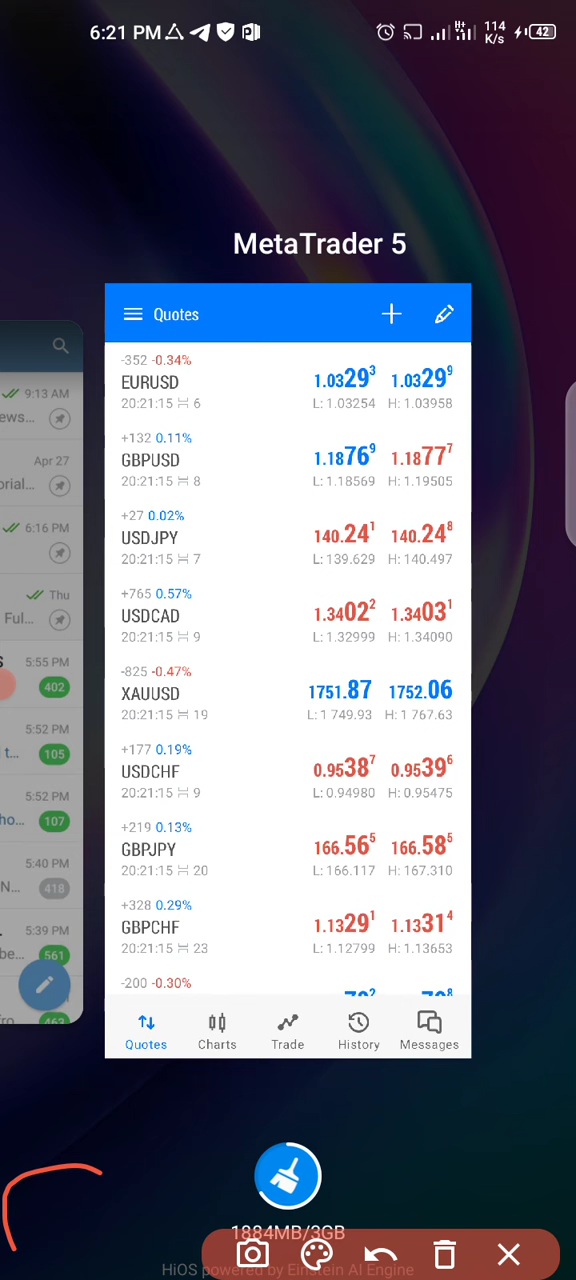 6:21 PM
H+
114
K/s
42
MetaTrader 5
Quotes
-352 -0.34%
EURUSD 1.03293 1.03299
20:21:15 6 L: 1.03254 H: 1.03958
+132 0.11%
GBPUSD 1.18769 1.18777
20:21:15 8 L: 1.18569 H: 1.19505
+27 0.02%
USDJPY 140.241 140.248
20:21:15 7 L: 139.629 H: 140.497
+765 0.57%
USDCAD 1.34022 1.34031
20:21:15 9 L: 1.32999 H: 1.34090
-825 -0.47%
XAUUSD 1751.87 1752.06
20:21:15 19 L: 1 749.93 H: 1 767.63
+177 0.19%
USDCHF 0.95387 0.95396
20:21:15 9 L: 0.94980 H: 0.95475
+219 0.13%
GBPJPY 166.565 166.585
20:21:15 20 L: 166.117 H: 167.310
+328 0.29%
GBPCHF 1.13291 1.13314
20:21:15 23 L: 1.12799 H: 1.13653
-200 -0.30%
Quotes Charts Trade History Messages
9:13 AM
ews...
Apr 27
rial...
6:16 PM
Thu
Ful...
5:55 PM
402
5:52 PM
t... 105
5:52 PM
ho... 107
5:40 PM
N... 418
5:39 PM
be... 561
fro 463
1884MB/3GB
HiOS powered by Einstein AI Engine